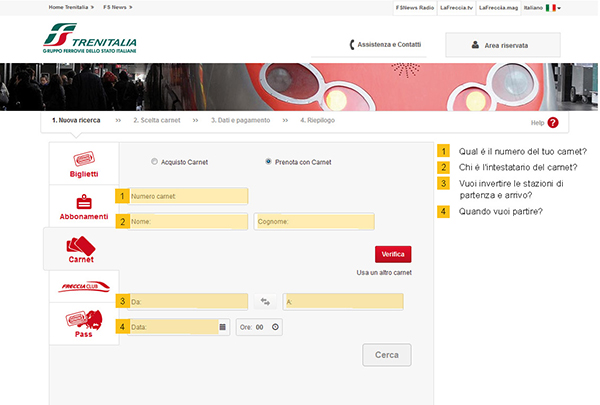 Home Trenitalia >
FS News >
FSNews Radio
LaFreccia.tv
LaFreccia.mag
Italiano
FS TRENITALIA
GRUPPO FERROVIE DELLO STATO ITALIANE
Assistenza e Contatti
Area riservata
1. Nuova ricerca >> 2. Scelta carnet >> 3. Dati e pagamento >> 4. Riepilogo
Help ?
Biglietti
Abbonamenti
Carnet
FRECCIACLUB
Pass
Acquisto Carnet
Prenota con Carnet
1 Numero carnet:
2 Nome: Cognome:
Verifica
Usa un altro carnet
3 Da: A:
4 Data: Ore: 00
Cerca
1 Qual é il numero del tuo carnet?
2 Chi é l'intestatario del carnet?
3 Vuoi invertire le stazioni di
partenza e arrivo?
4 Quando vuoi partire?